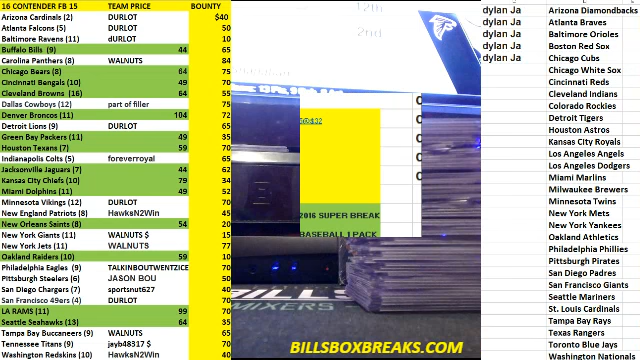 16 CONTENDER FB 15 TEAM PRICE BOUNTY
Arizona Cardinals (2) DURLOT $40
Atlanta Falcons (5) DURLOT 50
Baltimore Ravens (11) dURLOT 10
Buffalo Bills (9) 44 65
Carolina Panthers (8) WALNUTS 84
Chicago Bears (8) 64 75
Cincinnati Bengals (10) 49 70
Cleveland Browns (16) 64 55
Dallas Cowboys (12) part of filler 75
Denver Broncos (11) 104 72
Detroit Lions (9) DURLOT 65
Green Bay Packers (11) 49 35
Houston Texans (7) 59 70
Indianapolis Colts (5) foreverroyal 65
Jacksonville Jaguars (7) 44 62
Kansas City Chiefs (10) 79 34
Miami Dolphins (11) 49 52
Minnesota Vikings (12) DURLOT 70
New England Patriots (8) HawksN2Win 45
New Orleans Saints (8) 54 20
New York Giants (11) WALNUTS $ 15
New York Jets (11) WALNUTS 77
Oakland Raiders (10) 59 10
Philadelphia Eagles (9) TALKINBOUTWENTZICE 70
Pittsburgh Steelers (6) JASON BOU 50
San Diego Chargers (7) sportsnut627 40
San Francisco 49ers (4) DURLOT 70
LA RAMS (11) 99 70
Seattle Seahawks (13) 64 35
Tampa Bay Buccaneers (9) WALNUTS 65
Tennessee Titans (9) jayb48317 $ 70
Washington Redskins (10) HawksN2Win 40
12th
2nd
@$32
2016 SUPER BREAK
BASEBALL 1 PACK
MIXERS
BILLSBOXBREAKS.COM
dylan Ja Arizona Diamondbacks
dylan Ja Atlanta Braves
dylan Ja Baltimore Orioles
dylan Ja Boston Red Sox
dylan Ja Chicago Cubs
Chicago White Sox
Cincinnati Reds
Cleveland Indians
Colorado Rockies
Detroit Tigers
Houston Astros
Kansas City Royals
Los Angeles Angels
Los Angeles Dodgers
Miami Marlins
Milwaukee Brewers
Minnesota Twins
New York Mets
New York Yankees
Oakland Athletics
Philadelphia Phillies
Pittsburgh Pirates
San Diego Padres
San Francisco Giants
Seattle Mariners
St. Louis Cardinals
Tampa Bay Rays
Texas Rangers
Toronto Blue Jays
Washington Nationals